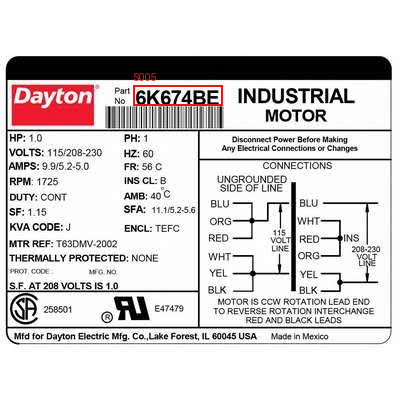 S005
Dayton
Part No 6K674BE
INDUSTRIAL MOTOR
HP: 1.0
PH: 1
VOLTS: 115/208-230
HZ: 60
AMPS: 9.9/5.2-5.0
FR: 56 C
RPM: 1725
INS CL: B
DUTY: CONT
AMB: 40°C
SF: 1.15
SFA: 11.1/5.2-5.6
KVA CODE: J
ENCL: TEFC
MTR REF: T63DMV-2002
THERMALLY PROTECTED: NONE
PROT. CODE: MFG. NO.
S.F. AT 208 VOLTS IS 1.0
SA 258501
UR E47479
Disconnect Power Before Making
Any Electrical Connections or Changes
CONNECTIONS
UNGROUNDED
SIDE OF LINE
BLU
ORG
RED
WHT
YEL
BLK
115
VOLT
LINE
BLU
WHT
RED INS
ORG
YEL
BLK
208-230
VOLT
LINE
MOTOR IS CCW ROTATION LEAD END
TO REVERSE ROTATION INTERCHANGE
RED AND BLACK LEADS
Mfd for Dayton Electric Mfg. Co.,Lake Forest, IL 60045 USA
Made in Mexico